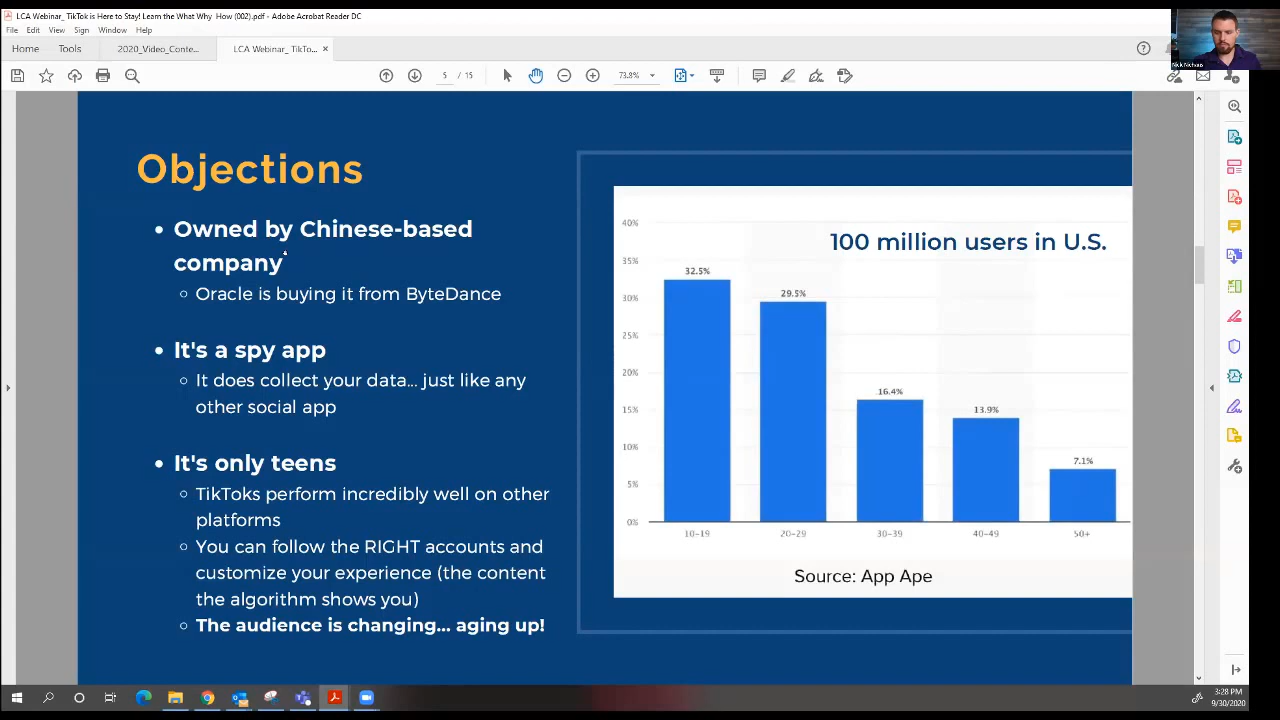 LCA Webinar_ TikTok is Here to Stay! Learn the What Why  How (002).pdf - Adobe Acrobat Reader DC
File Edit View Sign Window Help
Home Tools 2020_Video_Conte... LCA Webinar_ TikTo... ×
5 / 15 73.8%
Nick Niehaus
Objections
• Owned by Chinese-based
company
Oracle is buying it from ByteDance
• It's a spy app
It does collect your data... just like any
other social app
• It's only teens
TikToks perform incredibly well on other
platforms
You can follow the RIGHT accounts and
customize your experience (the content
the algorithm shows you)
The audience is changing... aging up!
100 million users in U.S.
40%
35%
30%
25%
20%
15%
10%
5%
0%
32.5%
29.5%
16.4%
13.9%
7.1%
10-19 20-29 30-39 40-49 50+
Source: App Ape
3:28 PM
9/30/2020